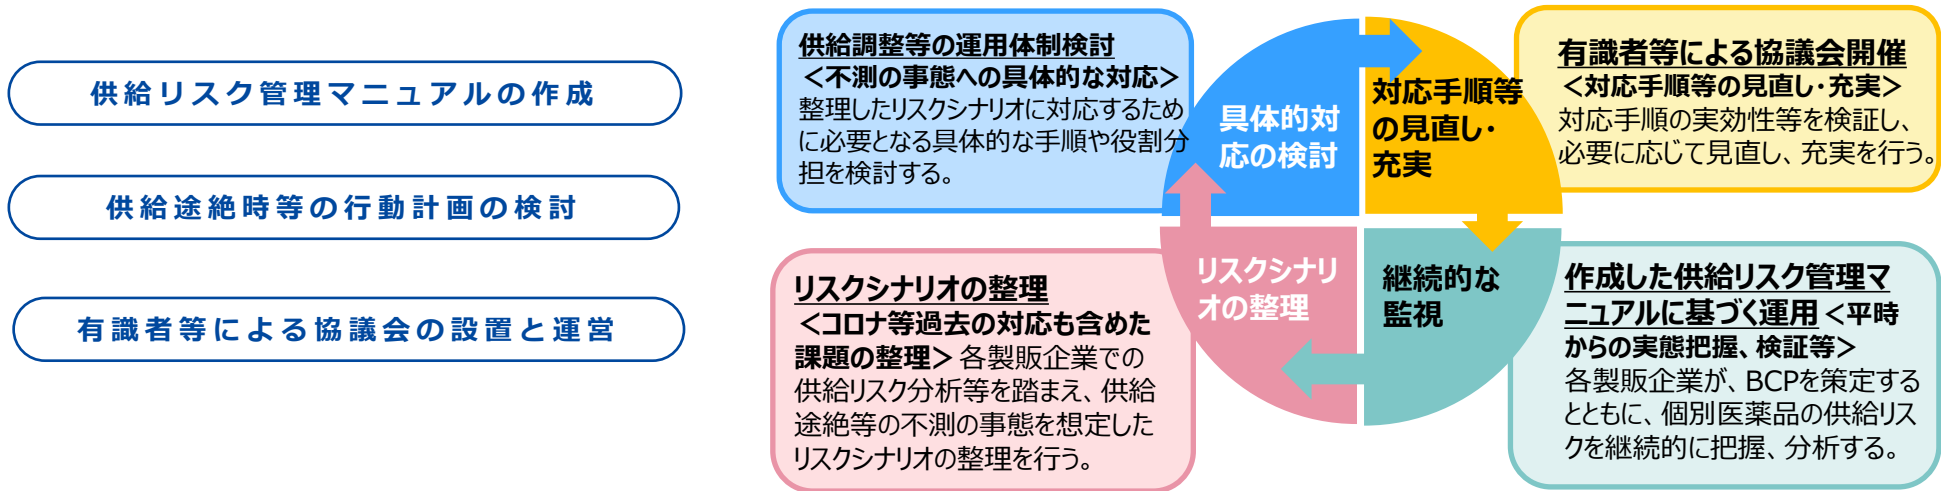 供給リスク管理マニュアルの作成
供給途絶時等の行動計画の検討
有識者等による協議会の設置と運営
供給調整等の運用体制検討
<不測の事態への具体的な対応>
整理したリスクシナリオに対応するため
に必要となる具体的な手順や役割分
担を検討する。
具体的対
応の検討
対応手順等
の見直し・
充実
有識者等による協議会開催
<対応手順等の見直し・充実>
対応手順の実効性等を検証し、
必要に応じて見直し、充実を行う。
リスクシナリオの整理
<コロナ等過去の対応も含めた
課題の整理> 各製販企業での
供給リスク分析等を踏まえ、供給
途絶等の不測の事態を想定した
リスクシナリオの整理を行う。
リスクシナリ
オの整理
継続的な
監視
作成した供給リスク管理マ
ニュアルに基づく運用<平時
からの実態把握、検証等>
各製販企業が、BCPを策定する
とともに、個別医薬品の供給リス
クを継続的に把握、分析する。